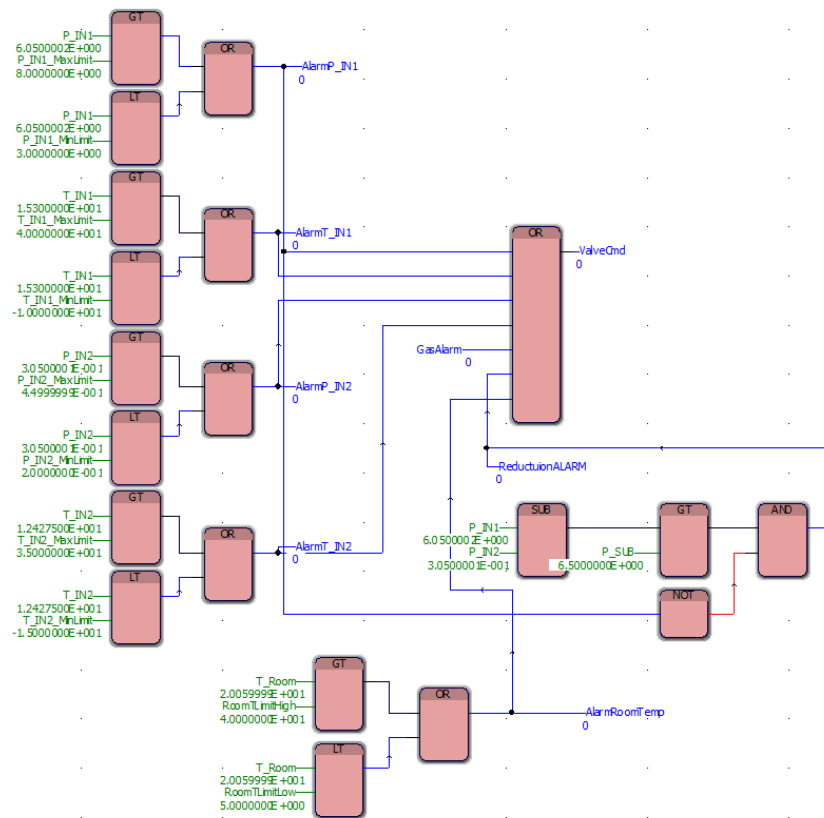 GT
P_IN1
6.0500002E+000
P_IN1_MaxLimit
8.0000000E+000
OR
AlarmP_IN1
0
LT
P_IN1
6.0500002E+000
P_IN1_MinLimit
3.0000000E+000
GT
T_IN1
1.5300000E+001
T_IN1_MaxLimit
4.0000000E+001
OR
AlarmT_IN1
0
LT
T_IN1
1.5300000E+001
T_IN1_MinLimit
-1.0000000E+001
OR
ValveCmd
0
GasAlarm
0
ReductuionALARM
0
GT
P_IN2
3.0500001E-001
P_IN2_MaxLimit
4.4999999E-001
OR
AlarmP_IN2
0
LT
P_IN2
3.0500001E-001
P_IN2_MinLimit
2.0000000E-001
GT
T_IN2
1.2427500E+001
T_IN2_MaxLimit
3.5000000E+001
OR
AlarmT_IN2
0
LT
T_IN2
1.2427500E+001
T_IN2_MinLimit
-1.5000000E+001
SUB
P_IN1
6.0500002E+000
P_IN2
3.0500001E-001
GT
P_SUB
6.5000000E+000
AND
NOT
GT
T_Room
2.0059999E+001
RoomTLimitHigh
4.0000000E+001
OR
AlarmRoomTemp
0
LT
T_Room
2.0059999E+001
RoomTLimitLow
5.0000000E+000